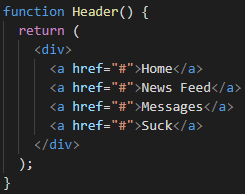 function Header() {
  return (
    <div>
      <a href="#">Home</a>
      <a href="#">News Feed</a>
      <a href="#">Messages</a>
      <a href="#">Suck</a>
    </div>
  );
}